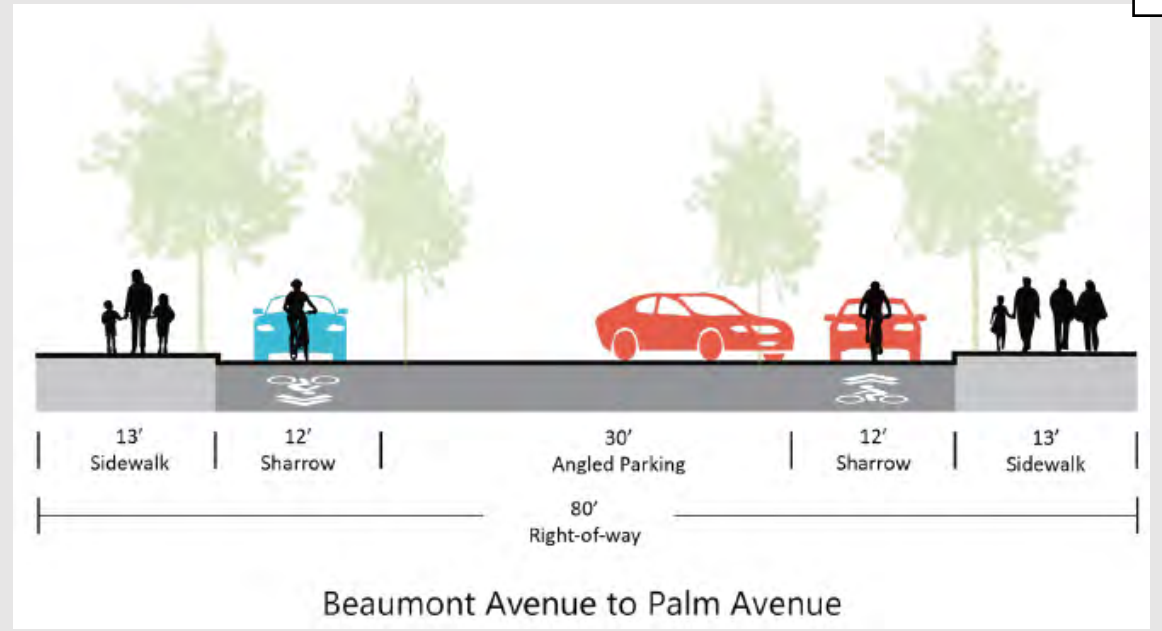 13′ 12′ 30′ 12′ 13′
Sidewalk Sharrow Angled Parking Sharrow Sidewalk
80′
Right-of-way
Beaumont Avenue to Palm Avenue